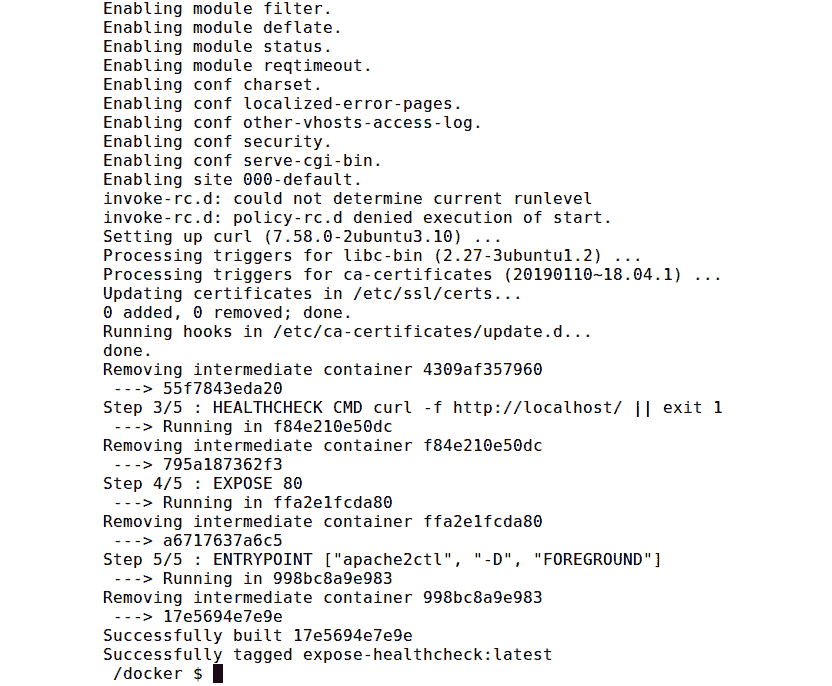 Enabling module filter.
Enabling module deflate.
Enabling module status.
Enabling module reqtimeout.
Enabling conf charset.
Enabling conf localized-error-pages.
Enabling conf other-vhosts-access-log.
Enabling conf security.
Enabling conf serve-cgi-bin.
Enabling site 000-default.
invoke-rc.d: could not determine current runlevel
invoke-rc.d: policy-rc.d denied execution of start.
Setting up curl (7.58.0-2ubuntu3.10) ...
Processing triggers for libc-bin (2.27-3ubuntu1.2) ...
Processing triggers for ca-certificates (20190110~18.04.1) ...
Updating certificates in /etc/ssl/certs...
0 added, 0 removed; done.
Running hooks in /etc/ca-certificates/update.d...
done.
Removing intermediate container 4309af357960
 ---> 55f7843eda20
Step 3/5 : HEALTHCHECK CMD curl -f http://localhost/ || exit 1
 ---> Running in f84e210e50dc
Removing intermediate container f84e210e50dc
 ---> 795a187362f3
Step 4/5 : EXPOSE 80
 ---> Running in ffa2e1fcda80
Removing intermediate container ffa2e1fcda80
 ---> a6717637a6c5
Step 5/5 : ENTRYPOINT ["apache2ctl", "-D", "FOREGROUND"]
 ---> Running in 998bc8a9e983
Removing intermediate container 998bc8a9e983
 ---> 17e5694e7e9e
Successfully built 17e5694e7e9e
Successfully tagged expose-healthcheck:latest
 /docker $